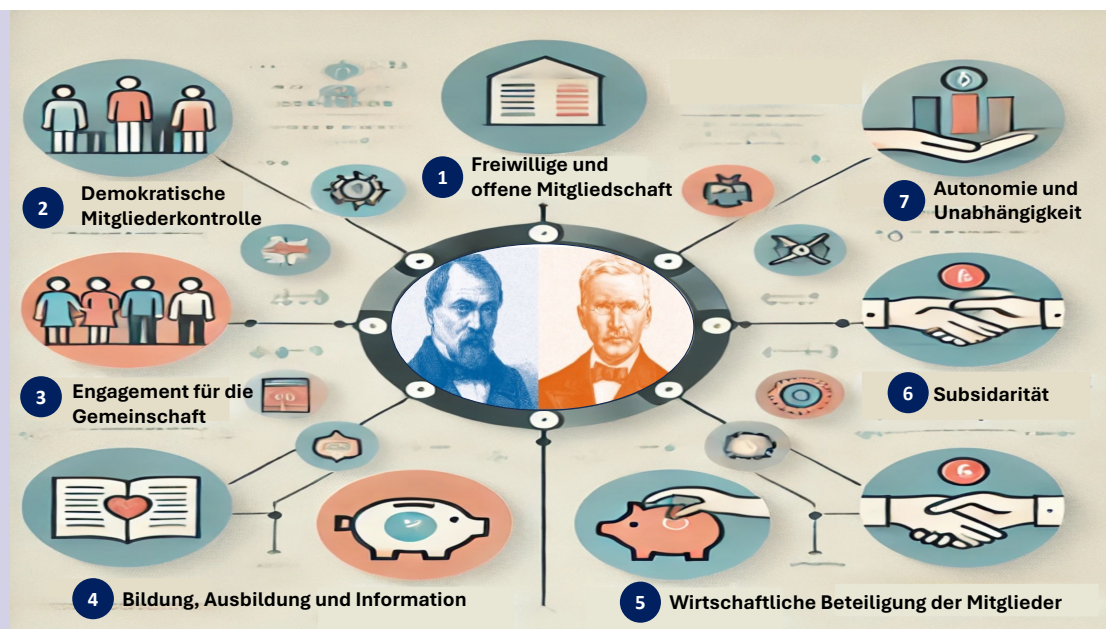 1
Freiwillige und
offene Mitgliedschaft
2
Demokratische
Mitgliederkontrolle
3
Engagement für die
Gemeinschaft
4
Bildung, Ausbildung und Information
5
Wirtschaftliche Beteiligung der Mitglieder
6
Subsidarität
7
Autonomie und
Unabhängigkeit